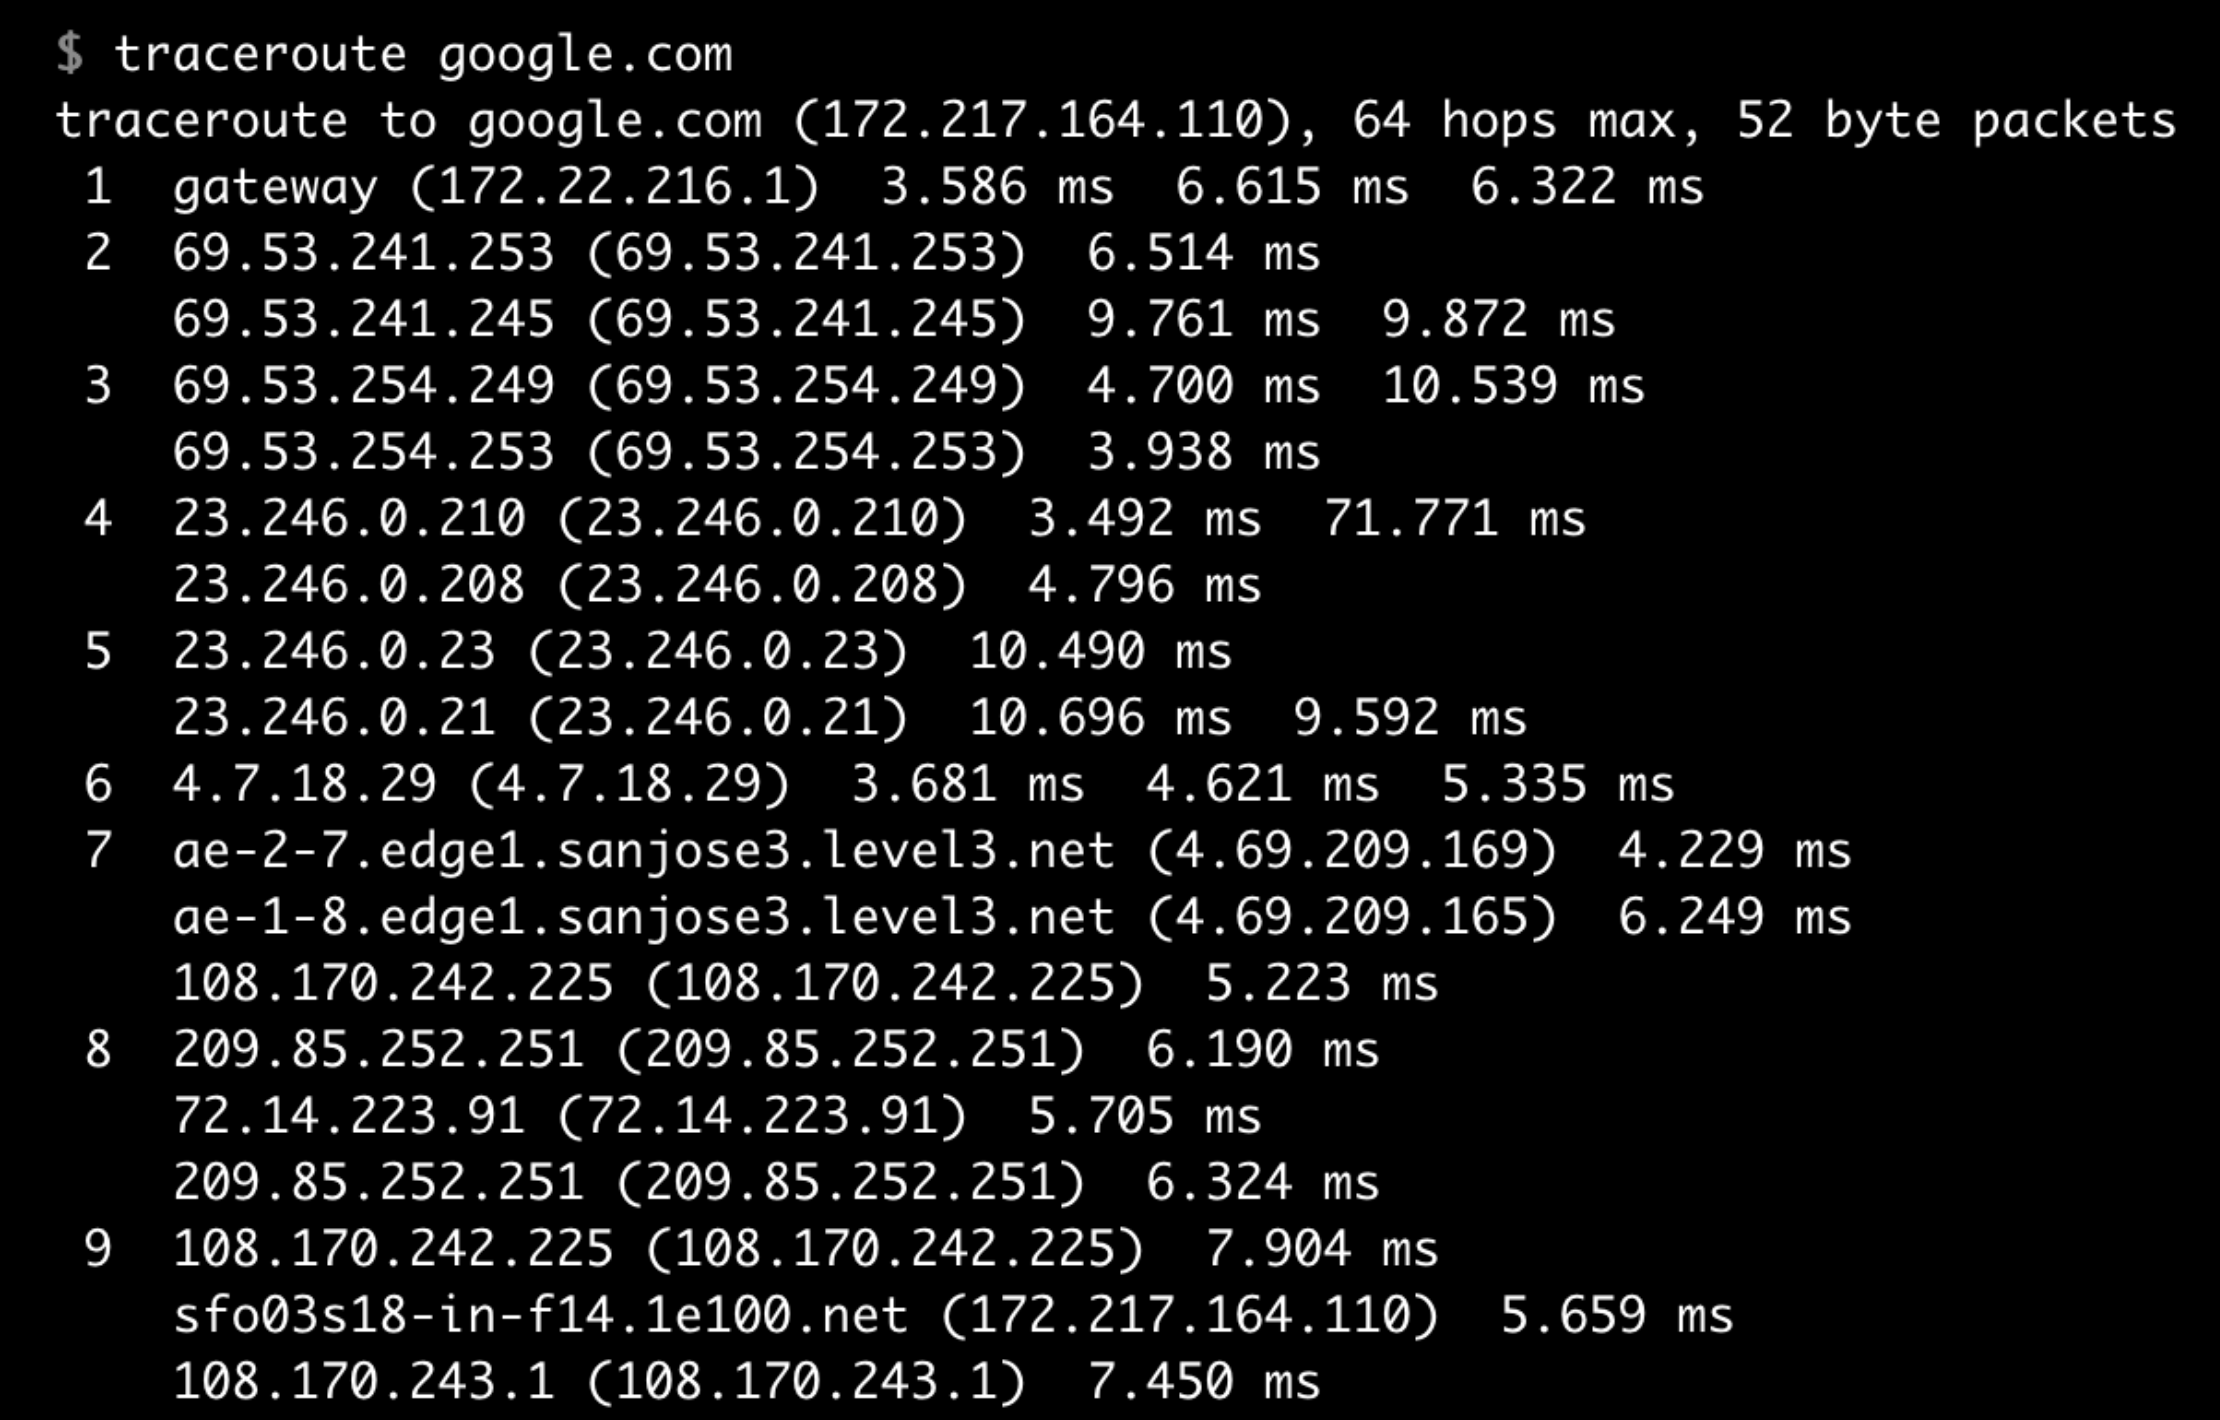 $ traceroute google.com
traceroute to google.com (172.217.164.110), 64 hops max, 52 byte packets
 1  gateway (172.22.216.1)  3.586 ms  6.615 ms  6.322 ms
 2  69.53.241.253 (69.53.241.253)  6.514 ms
    69.53.241.245 (69.53.241.245)  9.761 ms  9.872 ms
 3  69.53.254.249 (69.53.254.249)  4.700 ms  10.539 ms
    69.53.254.253 (69.53.254.253)  3.938 ms
 4  23.246.0.210 (23.246.0.210)  3.492 ms  71.771 ms
    23.246.0.208 (23.246.0.208)  4.796 ms
 5  23.246.0.23 (23.246.0.23)  10.490 ms
    23.246.0.21 (23.246.0.21)  10.696 ms  9.592 ms
 6  4.7.18.29 (4.7.18.29)  3.681 ms  4.621 ms  5.335 ms
 7  ae-2-7.edge1.sanjose3.level3.net (4.69.209.169)  4.229 ms
    ae-1-8.edge1.sanjose3.level3.net (4.69.209.165)  6.249 ms
    108.170.242.225 (108.170.242.225)  5.223 ms
 8  209.85.252.251 (209.85.252.251)  6.190 ms
    72.14.223.91 (72.14.223.91)  5.705 ms
    209.85.252.251 (209.85.252.251)  6.324 ms
 9  108.170.242.225 (108.170.242.225)  7.904 ms
    sfo03s18-in-f14.1e100.net (172.217.164.110)  5.659 ms
    108.170.243.1 (108.170.243.1)  7.450 ms